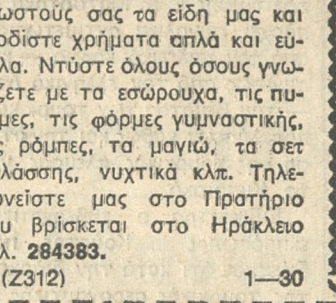 ωστούς σας τα είδη μας και
οδίστε χρήματα απλά και εύ-
λα. Ντύστε όλους όσους γνω-
ζετε με τα εσώρουχα, τις πυ-
μες, τις φόρμες γυμναστικής,
ς ρόμπες, τα μαγιώ, τα σετ
λάσσης, νυχτικά κλπ. Τηλε-
ωνείστε μας στο Πρατήριο
υ βρίσκεται στο Ηράκλειο
λ. 284383.
(Ζ312) 1—30